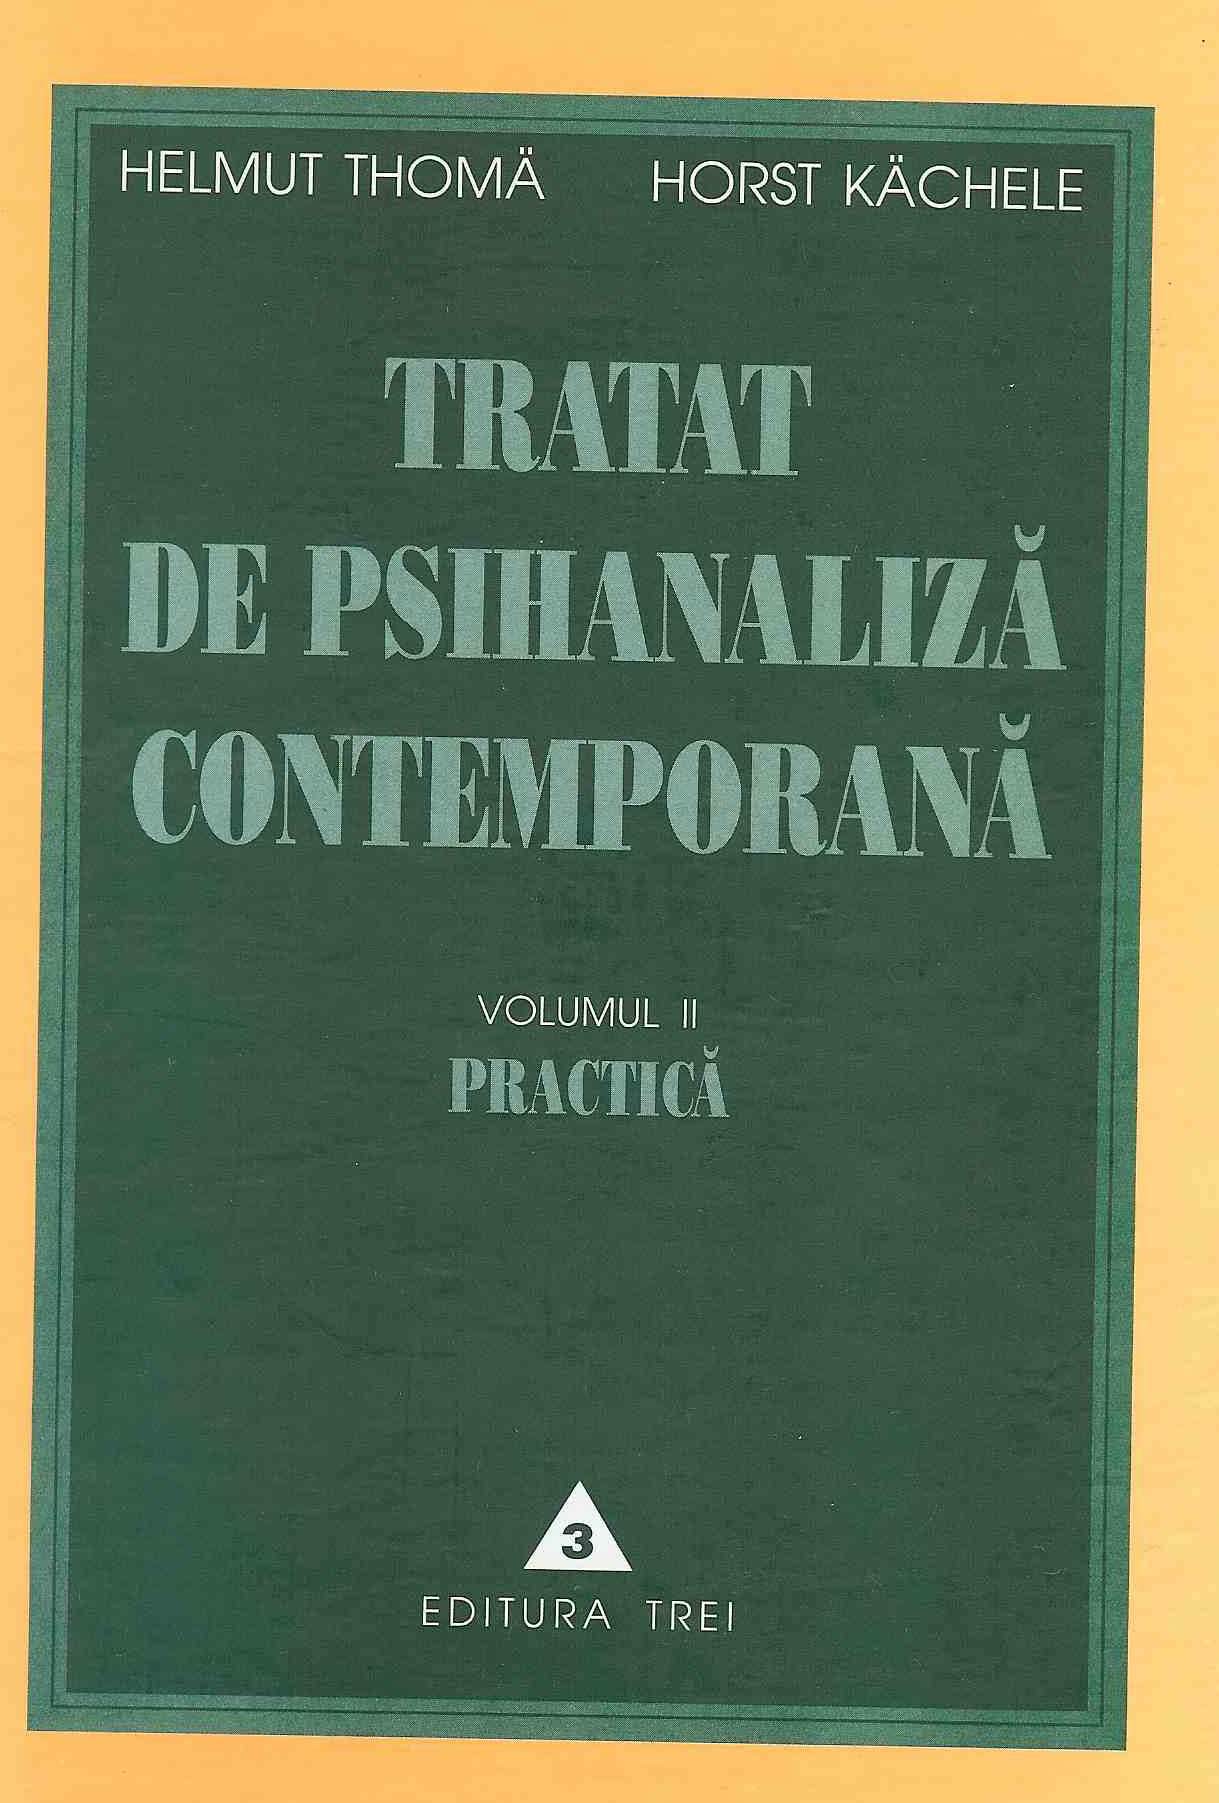 HELMUT THOMÄ HORST KÄCHELE
TRATAT
DE PSIHANALIZĂ
CONTEMPORANĂ
VOLUMUL II
PRACTICĂ
3
EDITURA TREI